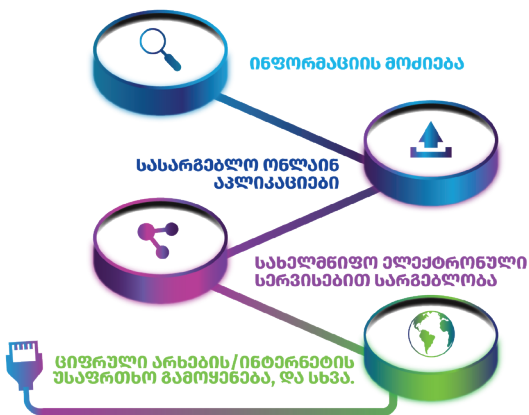 ინფორმაციის მოძიება
სასარგებლო ონლაინ
აპლიკაციები
სახელმწიფო ელექტრონული
სერვისებით სარგებლობა
ციფრული არხების/ინტერნეტის
უსაფრთხო გამოყენება, და სხვა.